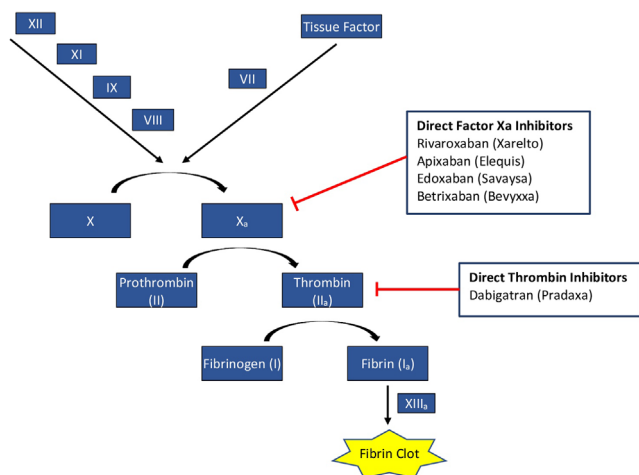 XII
Tissue Factor
XI
VII
IX
VIII
Direct Factor Xa Inhibitors
Rivaroxaban (Xarelto)
Apixaban (Elequis)
Edoxaban (Savaysa)
Betrixaban (Bevyxxa)
X
Xₐ
Prothrombin
(II)
Thrombin
(IIₐ)
Direct Thrombin Inhibitors
Dabigatran (Pradaxa)
Fibrinogen (I)
Fibrin (Iₐ)
XIIIₐ
Fibrin Clot